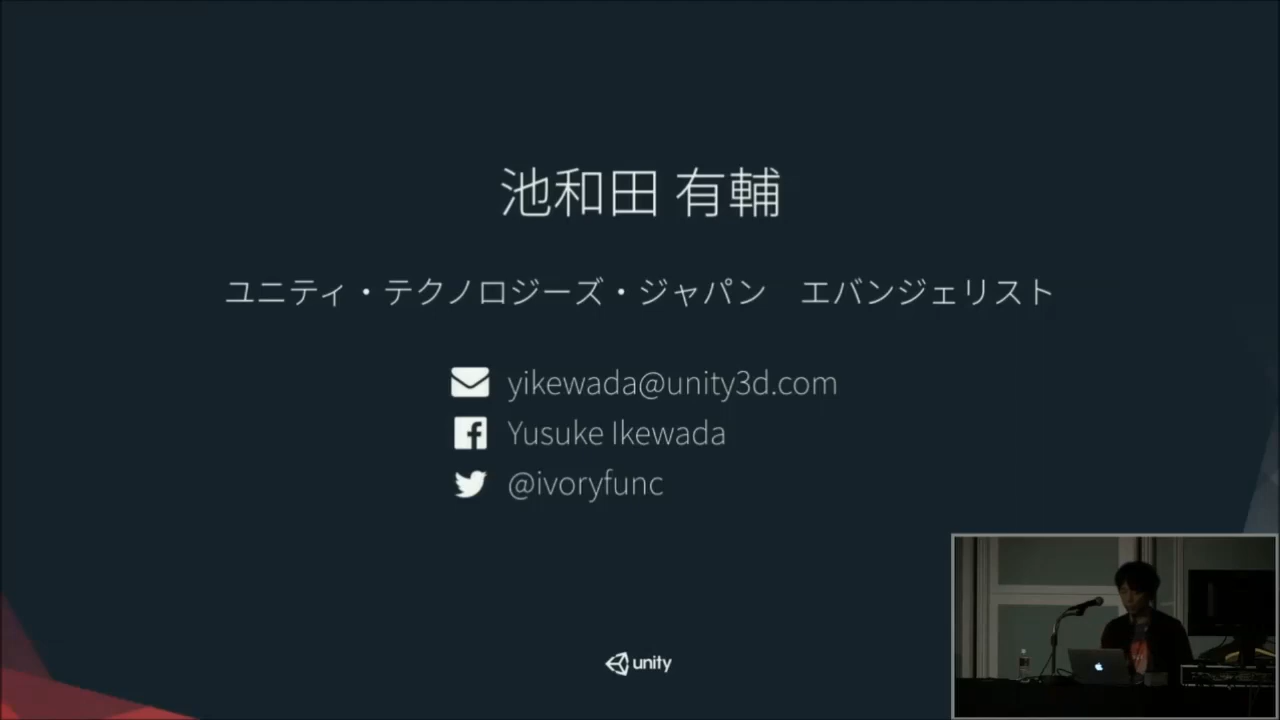 池和田 有輔
ユニティ・テクノロジーズ・ジャパン　エバンジェリスト
yikewada@unity3d.com
Yusuke Ikewada
@ivoryfunc
unity